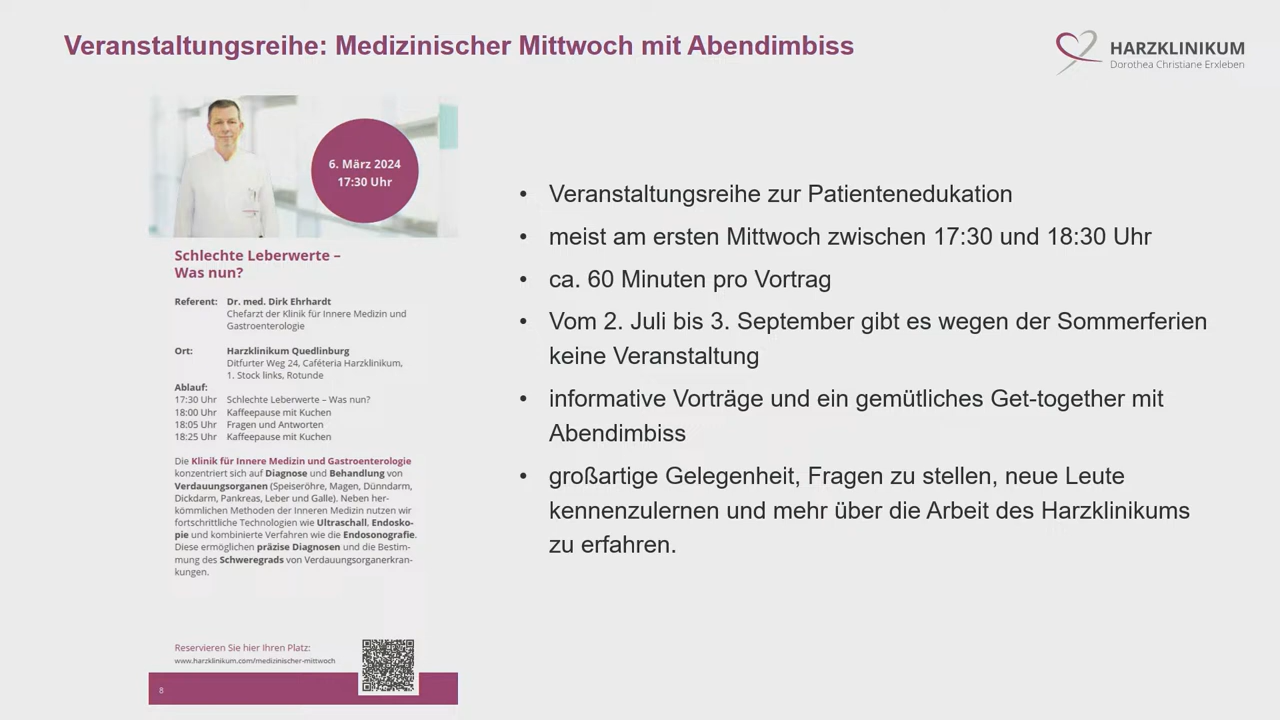 Veranstaltungsreihe: Medizinischer Mittwoch mit Abendimbiss
HARZKLINIKUM
Dorothea Christiane Erxleben
6. März 2024
17:30 Uhr
Schlechte Leberwerte –
Was nun?
Referent: Dr. med. Dirk Ehrhardt
Chefarzt der Klinik für Innere Medizin und
Gastroenterologie
Ort: Harzklinikum Quedlinburg
Ditfurter Weg 24, Caféteria Harzklinikum,
1. Stock links, Rotunde
Ablauf:
17:30 Uhr Schlechte Leberwerte – Was nun?
18:00 Uhr Kaffeepause mit Kuchen
18:05 Uhr Fragen und Antworten
18:25 Uhr Kaffeepause mit Kuchen
Die Klinik für Innere Medizin und Gastroenterologie
konzentriert sich auf Diagnose und Behandlung von
Verdauungsorganen (Speiseröhre, Magen, Dünndarm,
Dickdarm, Pankreas, Leber und Galle). Neben her-
kömmlichen Methoden der Inneren Medizin nutzen wir
fortschrittliche Technologien wie Ultraschall, Endosko-
pie und kombinierte Verfahren wie die Endosonografie.
Diese ermöglichen präzise Diagnosen und die Bestim-
mung des Schweregrads von Verdauungsorganerkran-
kungen.
Reservieren Sie hier Ihren Platz:
www.harzklinikum.com/medizinischer-mittwoch
8
• Veranstaltungsreihe zur Patientenedukation
• meist am ersten Mittwoch zwischen 17:30 und 18:30 Uhr
• ca. 60 Minuten pro Vortrag
• Vom 2. Juli bis 3. September gibt es wegen der Sommerferien
keine Veranstaltung
• informative Vorträge und ein gemütliches Get-together mit
Abendimbiss
• großartige Gelegenheit, Fragen zu stellen, neue Leute
kennenzulernen und mehr über die Arbeit des Harzklinikums
zu erfahren.